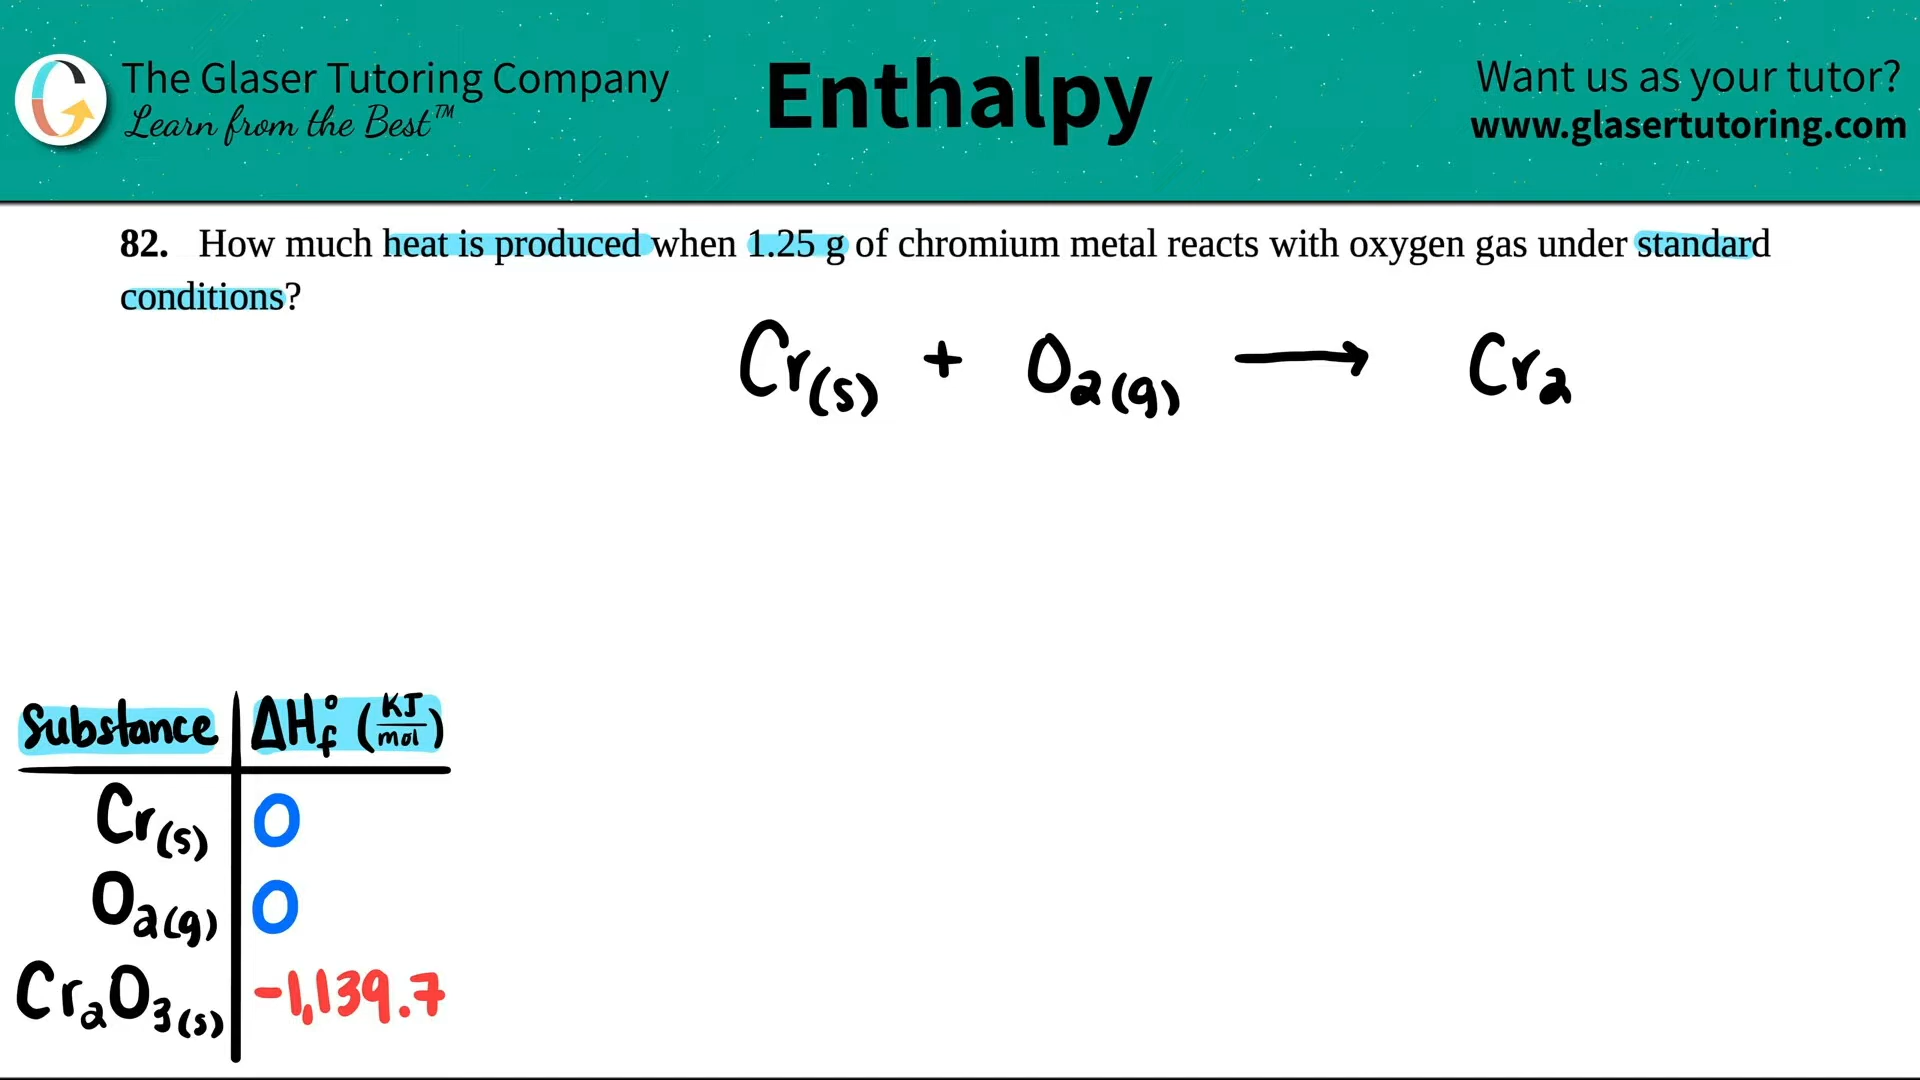 The Glaser Tutoring Company
Learn from the Best™
Enthalpy
Want us as your tutor?
www.glasertutoring.com
82. How much heat is produced when 1.25 g of chromium metal reacts with oxygen gas under standard
conditions?
Cr(s) + O2(g) → Cr2
Substance ΔH°f (KJ/mol)
Cr(s) 0
O2(g) 0
Cr2O3(s) -1,139.7